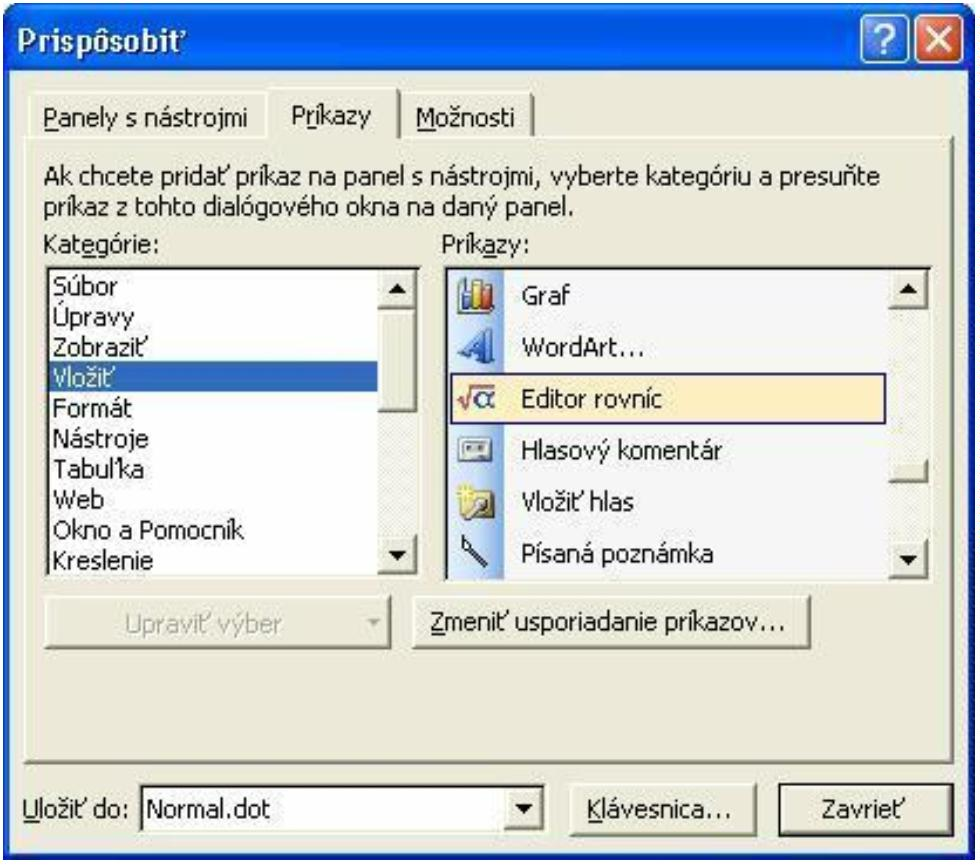 Prispôsobiť
Panely s nástrojmi
Príkazy
Možnosti
Ak chcete pridať príkaz na panel s nástrojmi, vyberte kategóriu a presuňte
príkaz z tohto dialógového okna na daný panel.
Kategórie:
Príkazy:
Súbor
Úpravy
Zobraziť
Vložiť
Formát
Nástroje
Tabuľka
Web
Okno a Pomocník
Kreslenie
Graf
WordArt...
Editor rovníc
Hlasový komentár
Vložiť hlas
Písaná poznámka
Upraviť výber
Zmeniť usporiadanie príkazov...
Uložiť do:
Normal.dot
Klávesnica...
Zavrieť